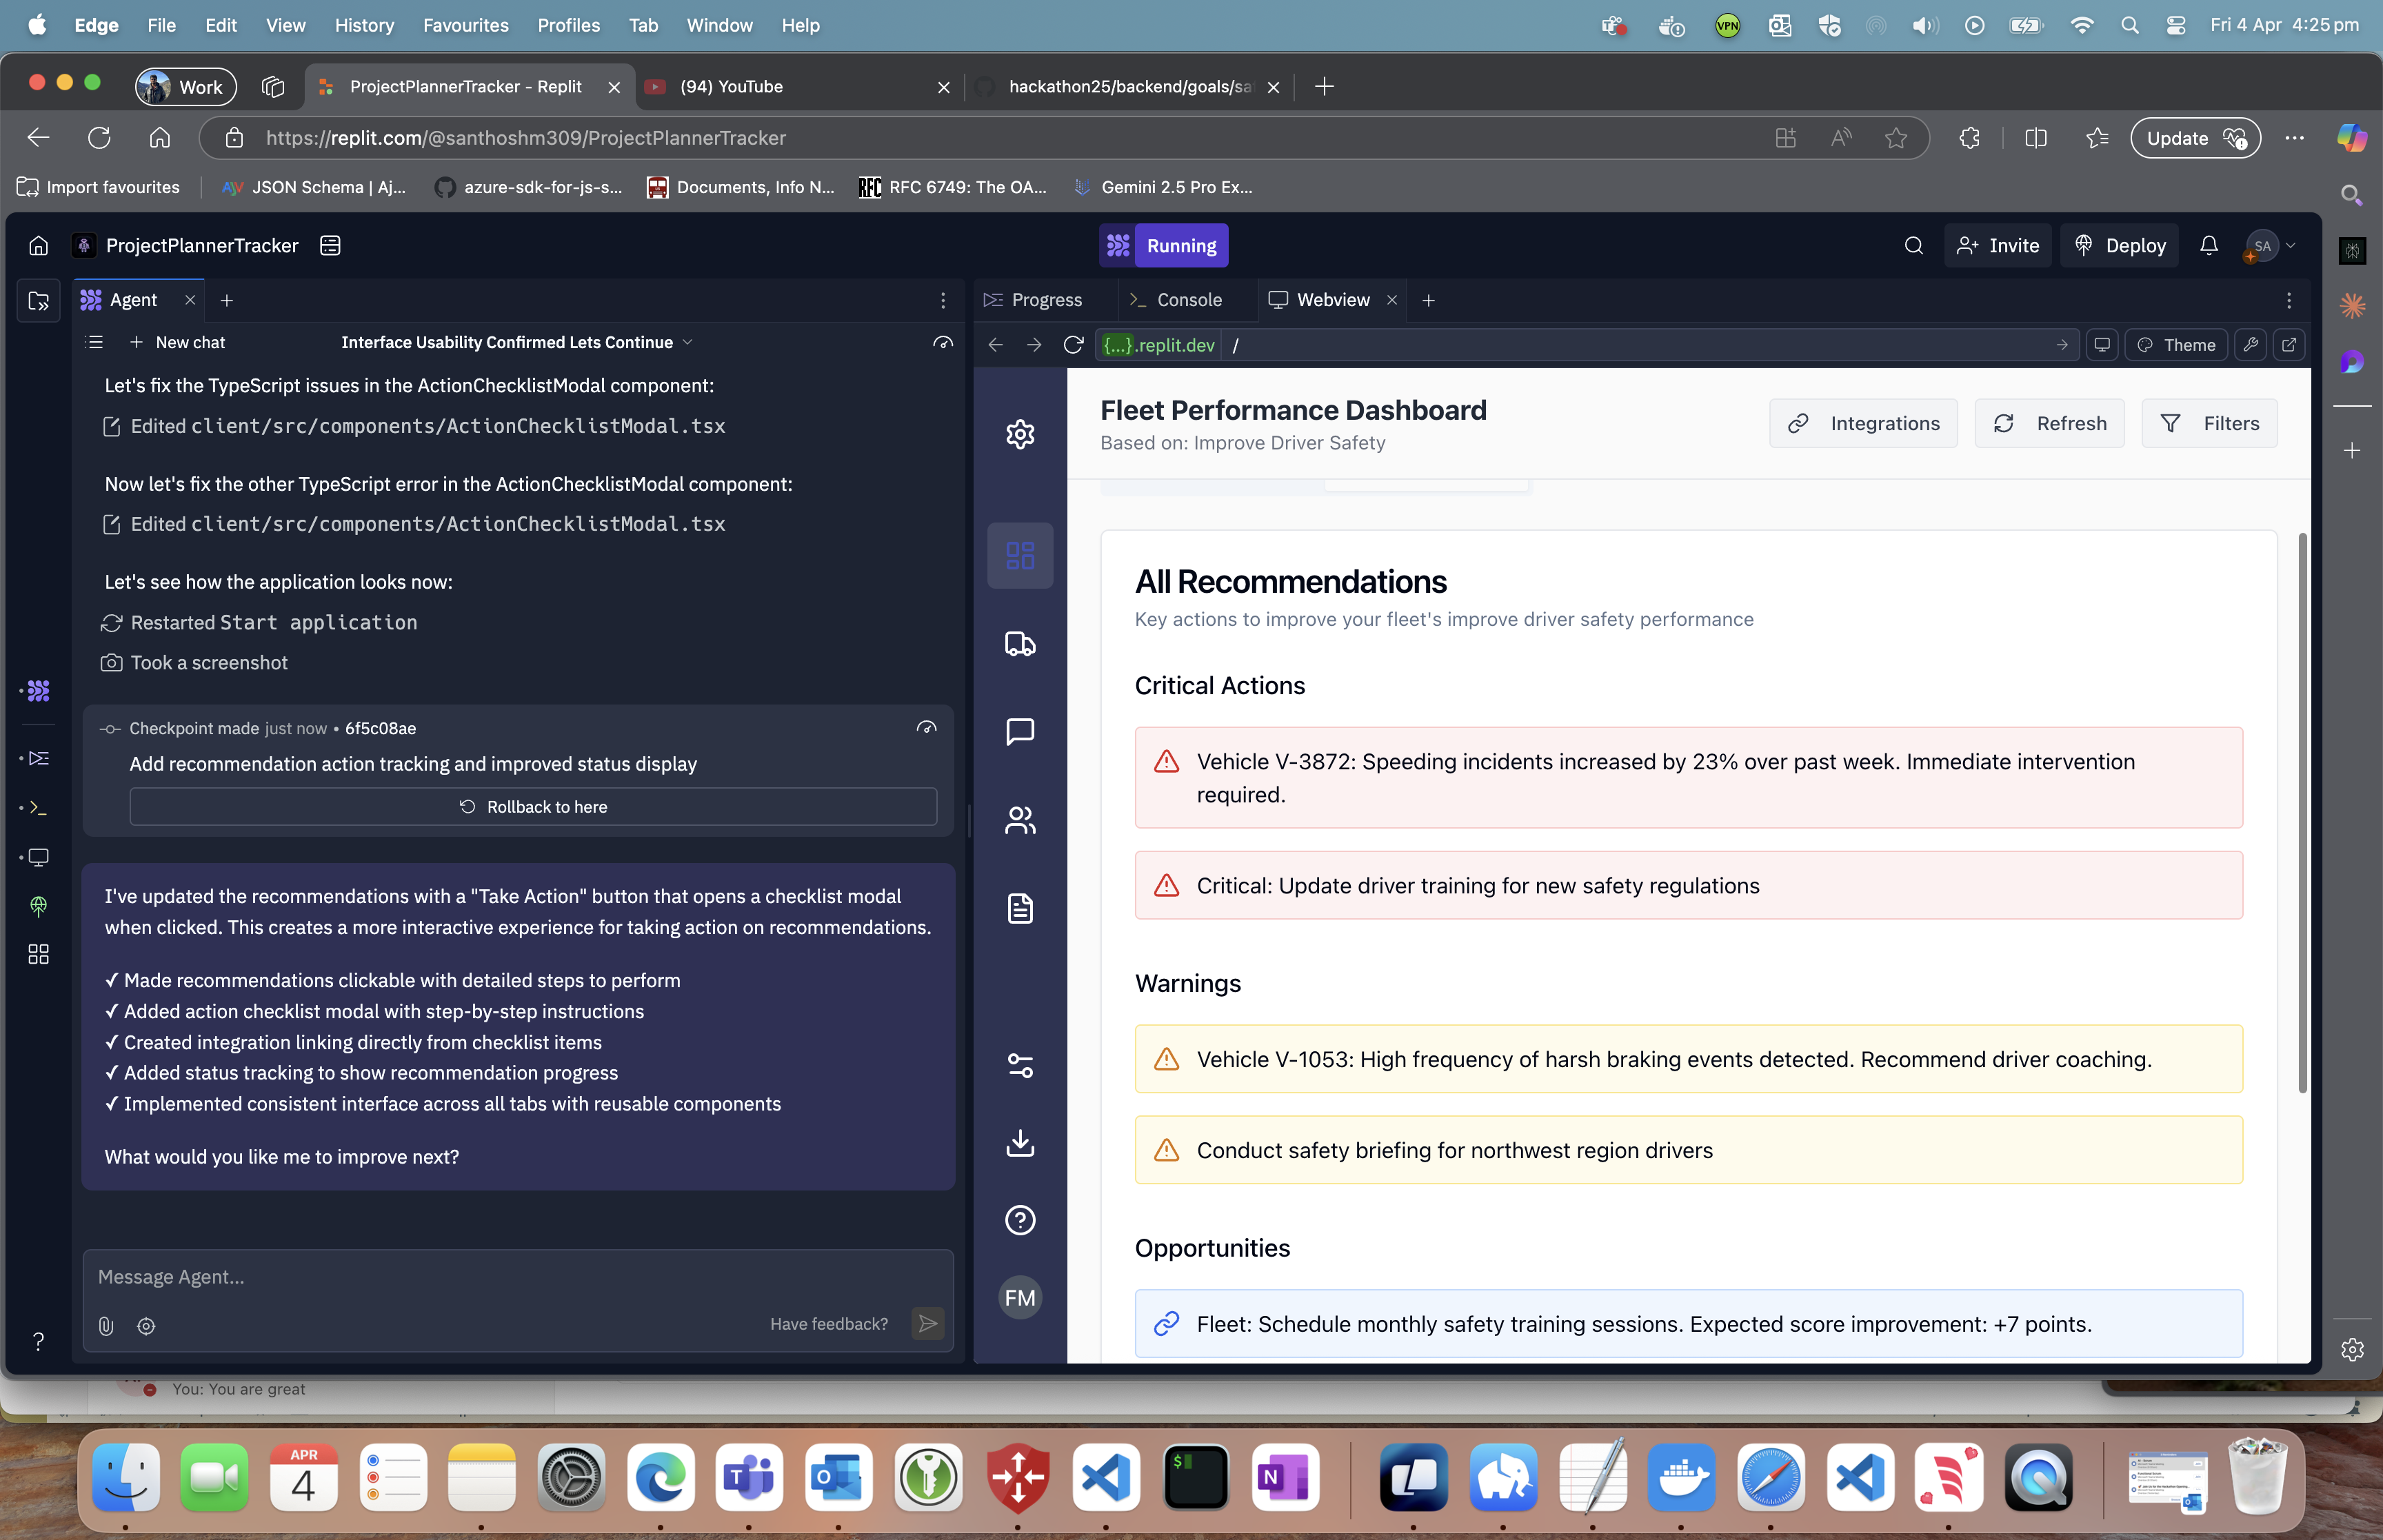 Edge File Edit View History Favourites Profiles Tab Window Help
VPN
Fri 4 Apr 4:25 pm
Work
ProjectPlannerTracker - Replit
(94) YouTube
hackathon25/backend/goals/sa
https://replit.com/@santhoshm309/ProjectPlannerTracker
Update
Import favourites
JSON Schema | Aj...
azure-sdk-for-js-s...
Documents, Info N...
RFC
RFC 6749: The OA...
Gemini 2.5 Pro Ex...
ProjectPlannerTracker
Running
Invite
Deploy
SA
Agent
Progress
Console
Webview
New chat
Interface Usability Confirmed Lets Continue
{...}.replit.dev /
Theme
Let's fix the TypeScript issues in the ActionChecklistModal component:
Edited client/src/components/ActionChecklistModal.tsx
Now let's fix the other TypeScript error in the ActionChecklistModal component:
Edited client/src/components/ActionChecklistModal.tsx
Let's see how the application looks now:
Restarted Start application
Took a screenshot
Checkpoint made just now • 6f5c08ae
Add recommendation action tracking and improved status display
Rollback to here
I've updated the recommendations with a "Take Action" button that opens a checklist modal
when clicked. This creates a more interactive experience for taking action on recommendations.
✓ Made recommendations clickable with detailed steps to perform
✓ Added action checklist modal with step-by-step instructions
✓ Created integration linking directly from checklist items
✓ Added status tracking to show recommendation progress
✓ Implemented consistent interface across all tabs with reusable components
What would you like me to improve next?
Message Agent...
Have feedback?
Fleet Performance Dashboard
Based on: Improve Driver Safety
Integrations
Refresh
Filters
All Recommendations
Key actions to improve your fleet's improve driver safety performance
Critical Actions
Vehicle V-3872: Speeding incidents increased by 23% over past week. Immediate intervention
required.
Critical: Update driver training for new safety regulations
Warnings
Vehicle V-1053: High frequency of harsh braking events detected. Recommend driver coaching.
Conduct safety briefing for northwest region drivers
Opportunities
Fleet: Schedule monthly safety training sessions. Expected score improvement: +7 points.
FM
You: You are great
APR
4